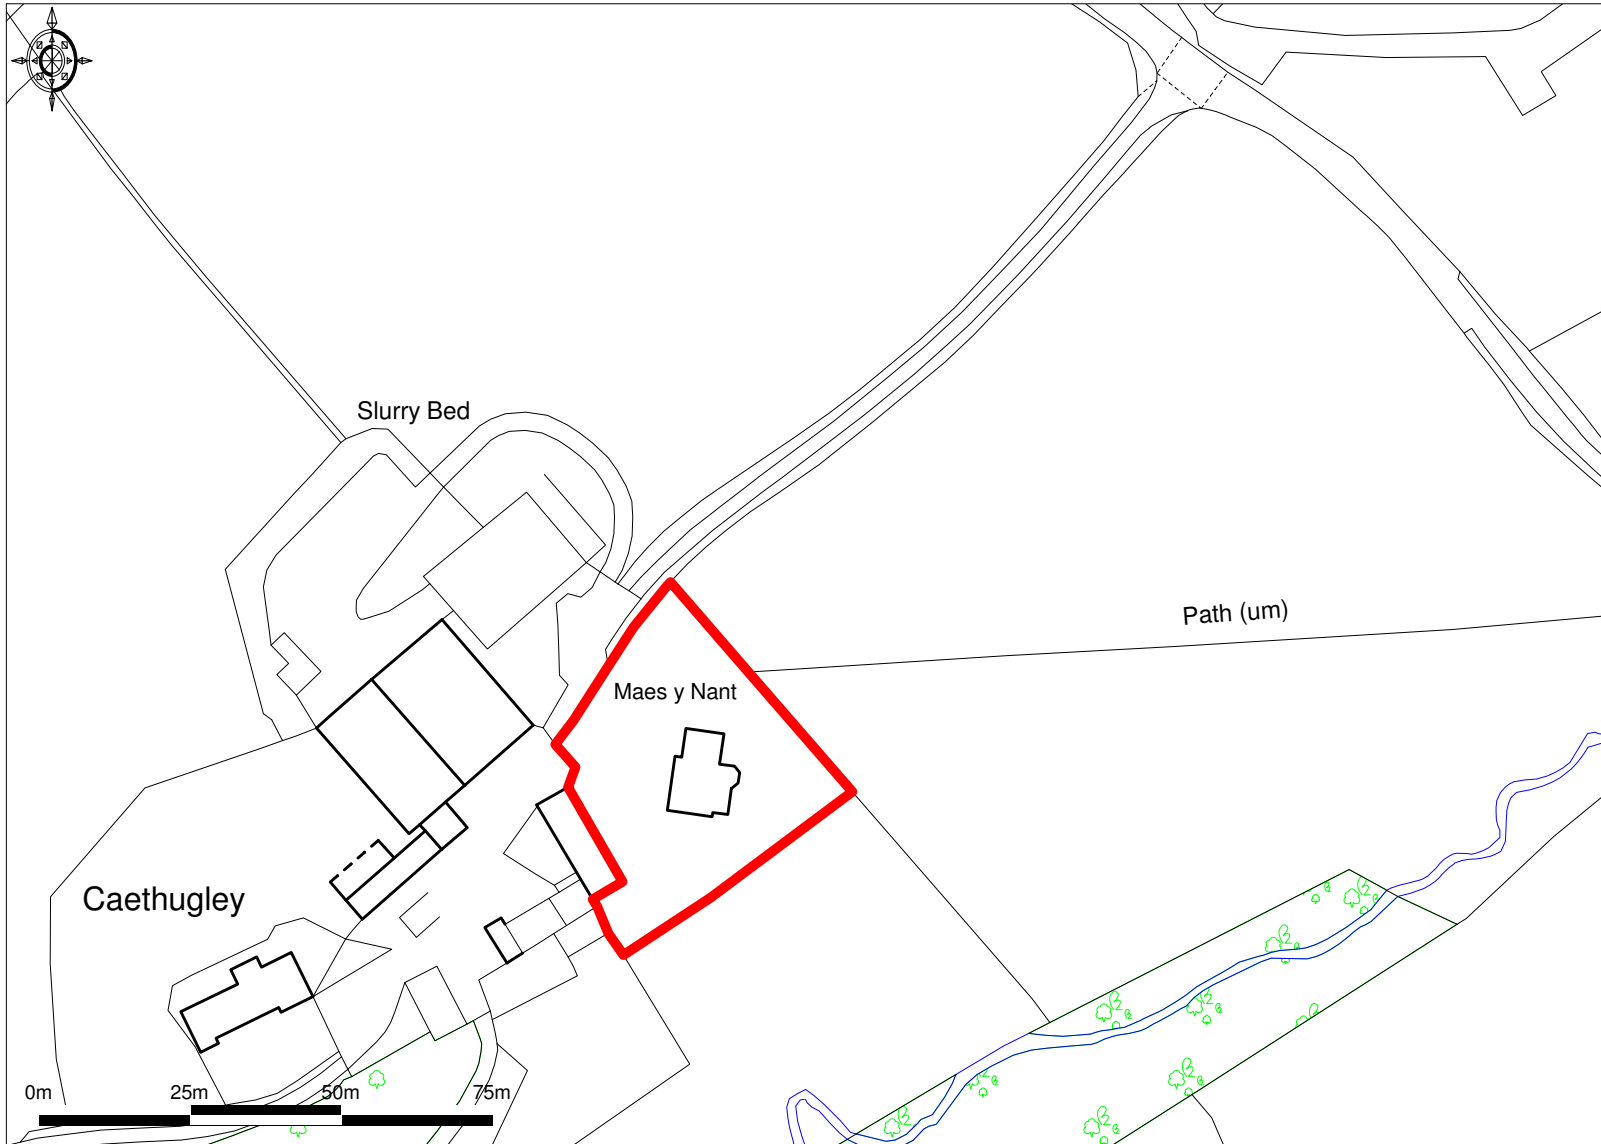 Slurry Bed
Path (um)
Maes y Nant
Caethugley
0m 25m 50m 75m